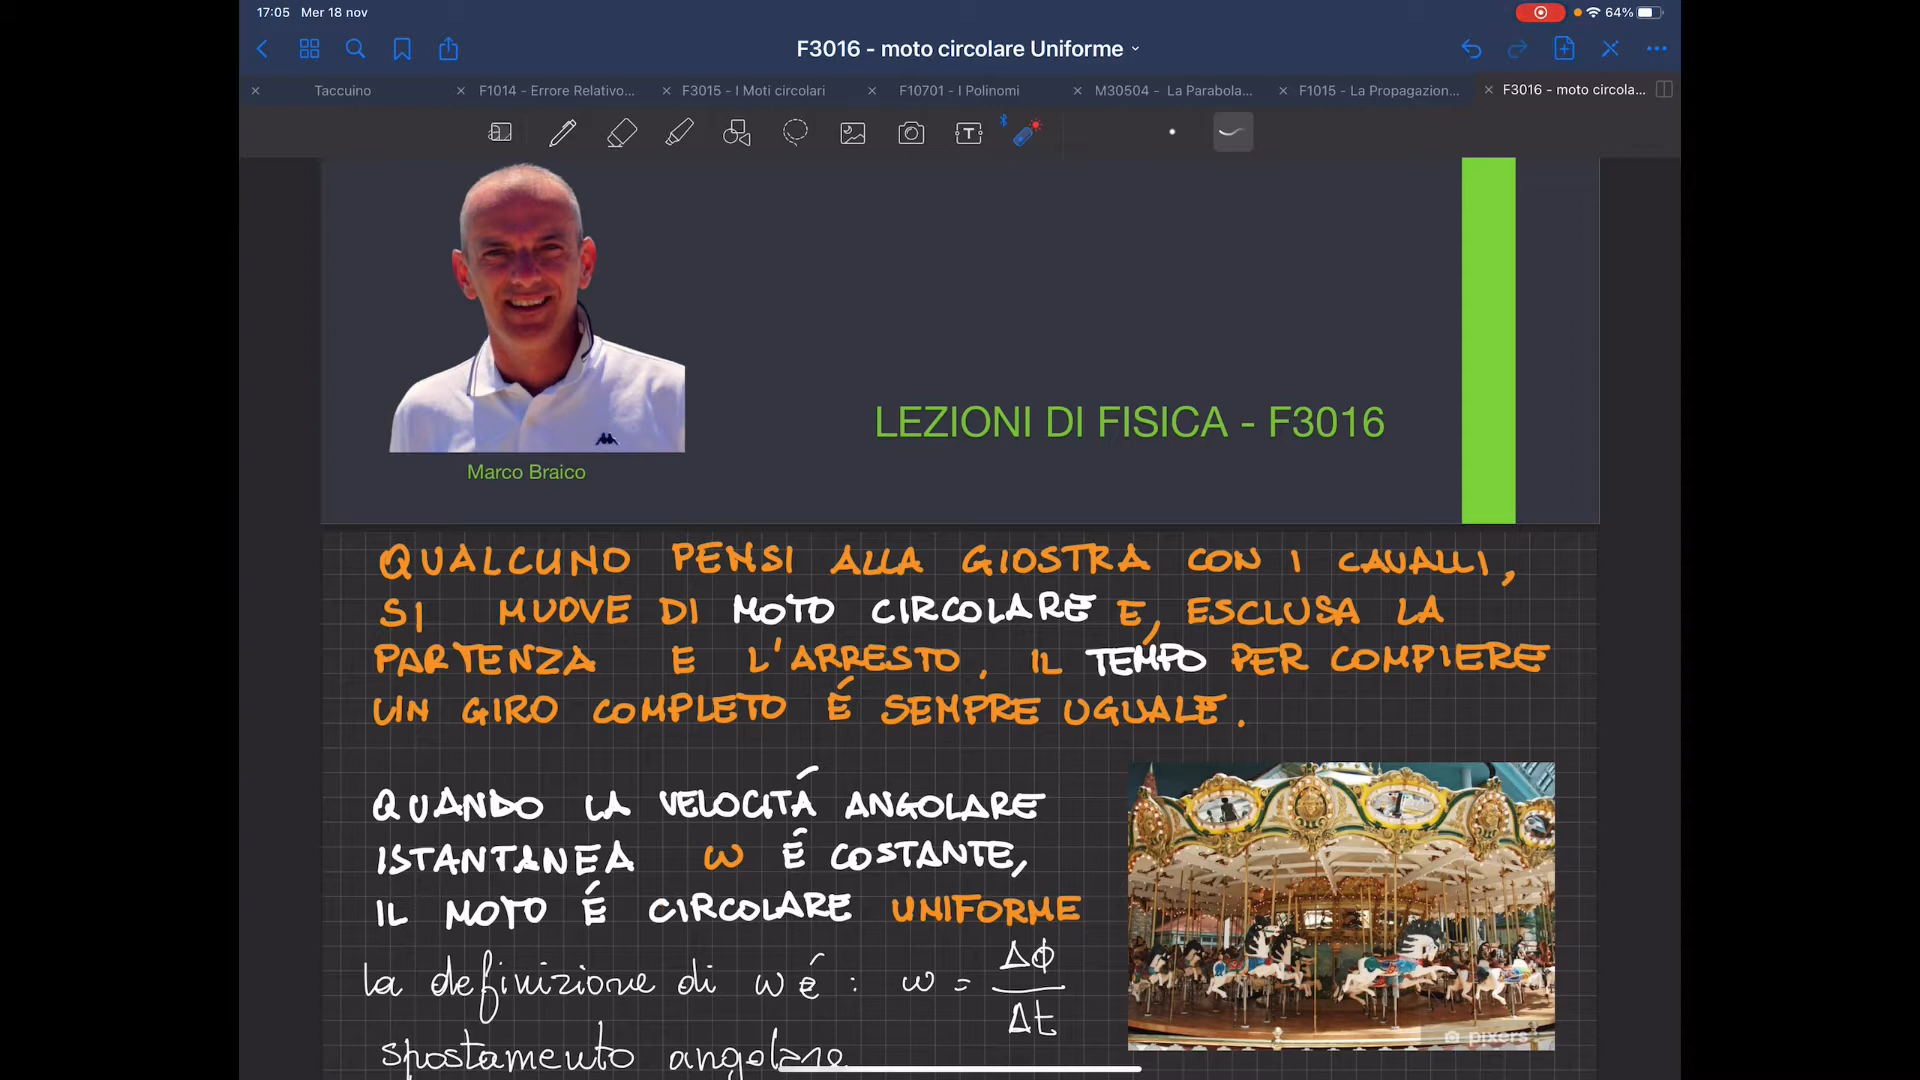 17:05 Mer 18 nov
64%
F3016 - moto circolare Uniforme
Taccuino
F1014 - Errore Relativo...
F3015 - I Moti circolari
F10701 - I Polinomi
M30504 - La Parabola...
F1015 - La Propagazion...
F3016 - moto circola...
LEZIONI DI FISICA - F3016
Marco Braico
QUALCUNO PENSI ALLA GIOSTRA CON I CAVALLI,
SI MUOVE DI MOTO CIRCOLARE E, ESCLUSA LA
PARTENZA E L'ARRESTO, IL TEMPO PER COMPIERE
UN GIRO COMPLETO É SEMPRE UGUALE.
QUANDO LA VELOCITÁ ANGOLARE
ISTANTANEA ω É COSTANTE,
IL MOTO É CIRCOLARE UNIFORME
la definizione di ω é : ω = Δϕ / Δt
spostamento angolare
pixers